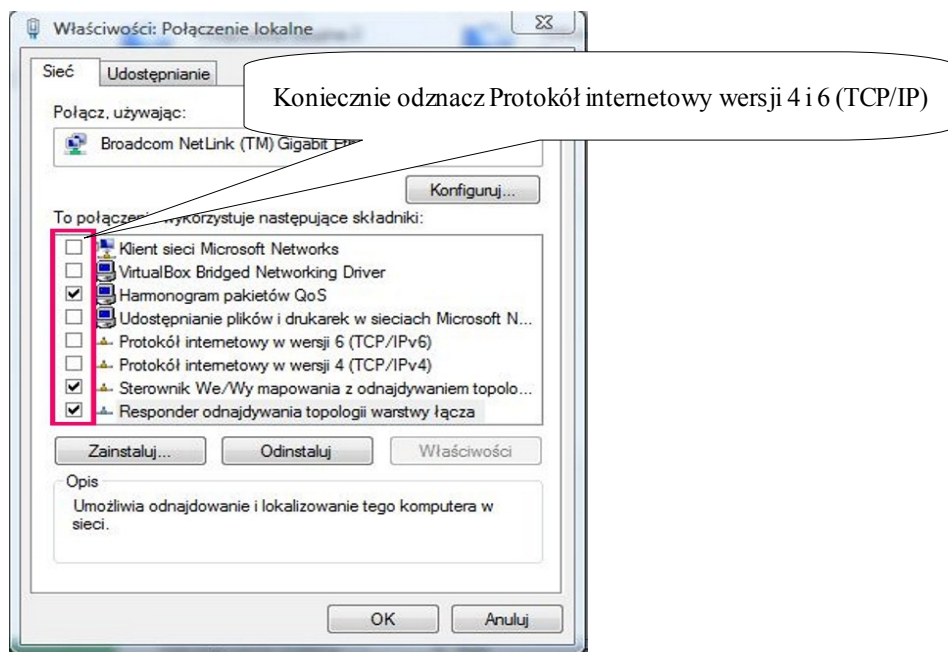 Właściwości: Połączenie lokalne
Sieć
Udostępnianie
Koniecznie odznacz Protokół internetowy wersji 4 i 6 (TCP/IP)
Połącz, używając:
Broadcom NetLink (TM) Gigabit
Konfiguruj...
To wykorzystuje następujące składniki:
Klient sieci Microsoft Networks
VirtualBox Bridged Networking Driver
Harmonogram pakietów QoS
Udostępnianie plików i drukarek w sieciach Microsoft N...
Protokół internetowy w wersji 6 (TCP/IPv6)
Protokół internetowy w wersji 4 (TCP/IPv4)
Sterownik We/Wy mapowania z odnajdywaniem topolo...
Responder odnajdywania topologii warstwy łącza
Zainstaluj...
Odinstaluj
Właściwości
Opis
Umożliwia odnajdowanie i lokalizowanie tego komputera w
sieci.
OK
Anuluj